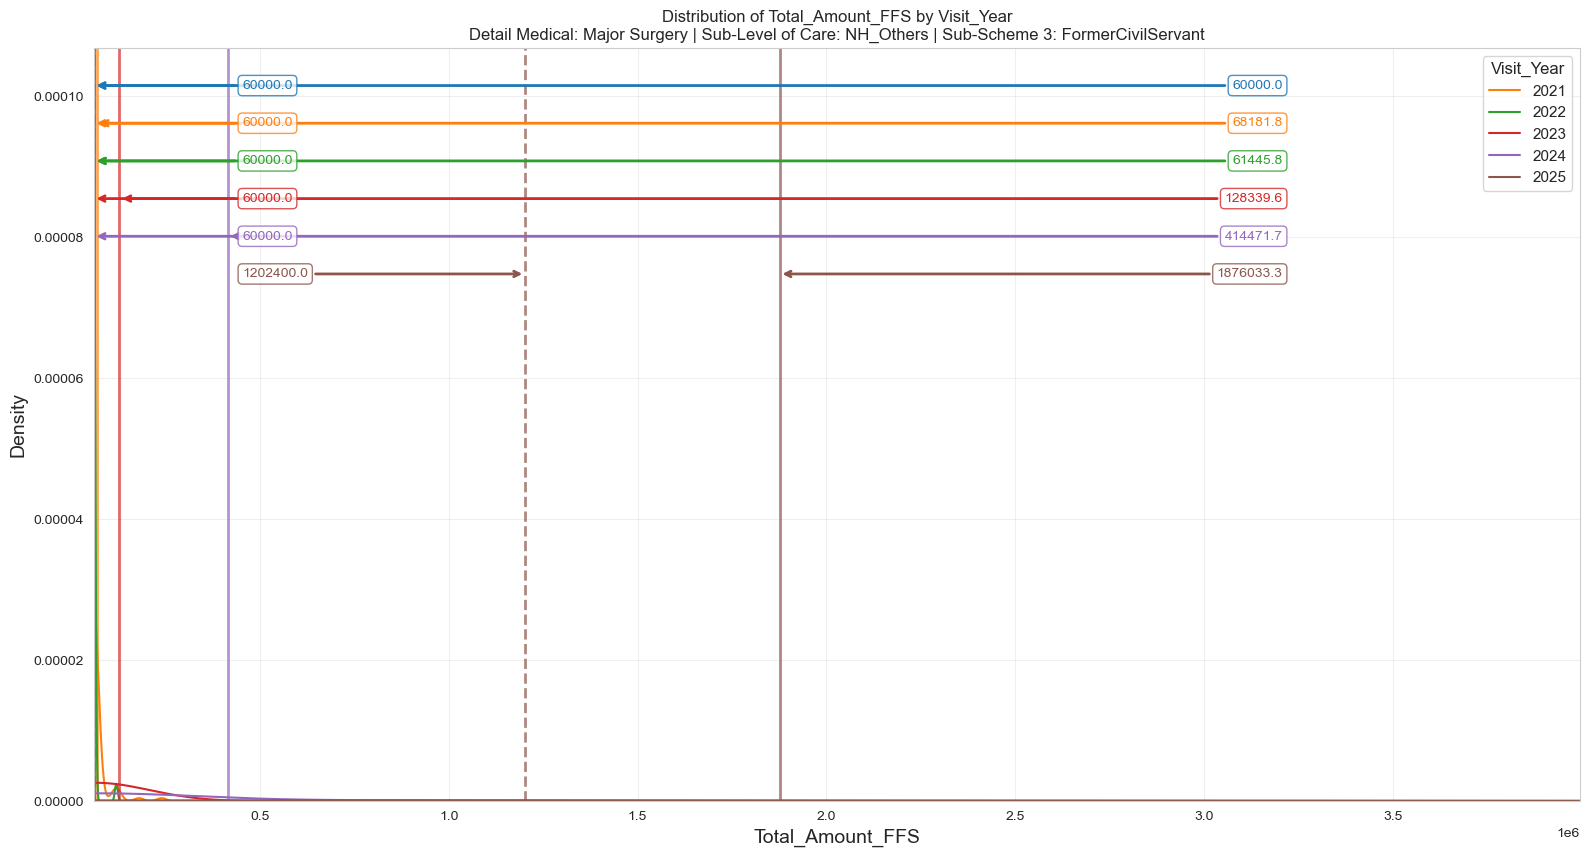 Distribution of Total_Amount_FFS by Visit_Year
Detail Medical: Major Surgery | Sub-Level of Care: NH_Others | Sub-Scheme 3: FormerCivilServant
Visit_Year
2021
2022
2023
2024
2025
60000.0 60000.0
60000.0 68181.8
60000.0 61445.8
60000.0 128339.6
60000.0 414471.7
1202400.0 1876033.3
Density
0.00010
0.00008
0.00006
0.00004
0.00002
0.00000
0.5 1.0 1.5 2.0 2.5 3.0 3.5
1e6
Total_Amount_FFS